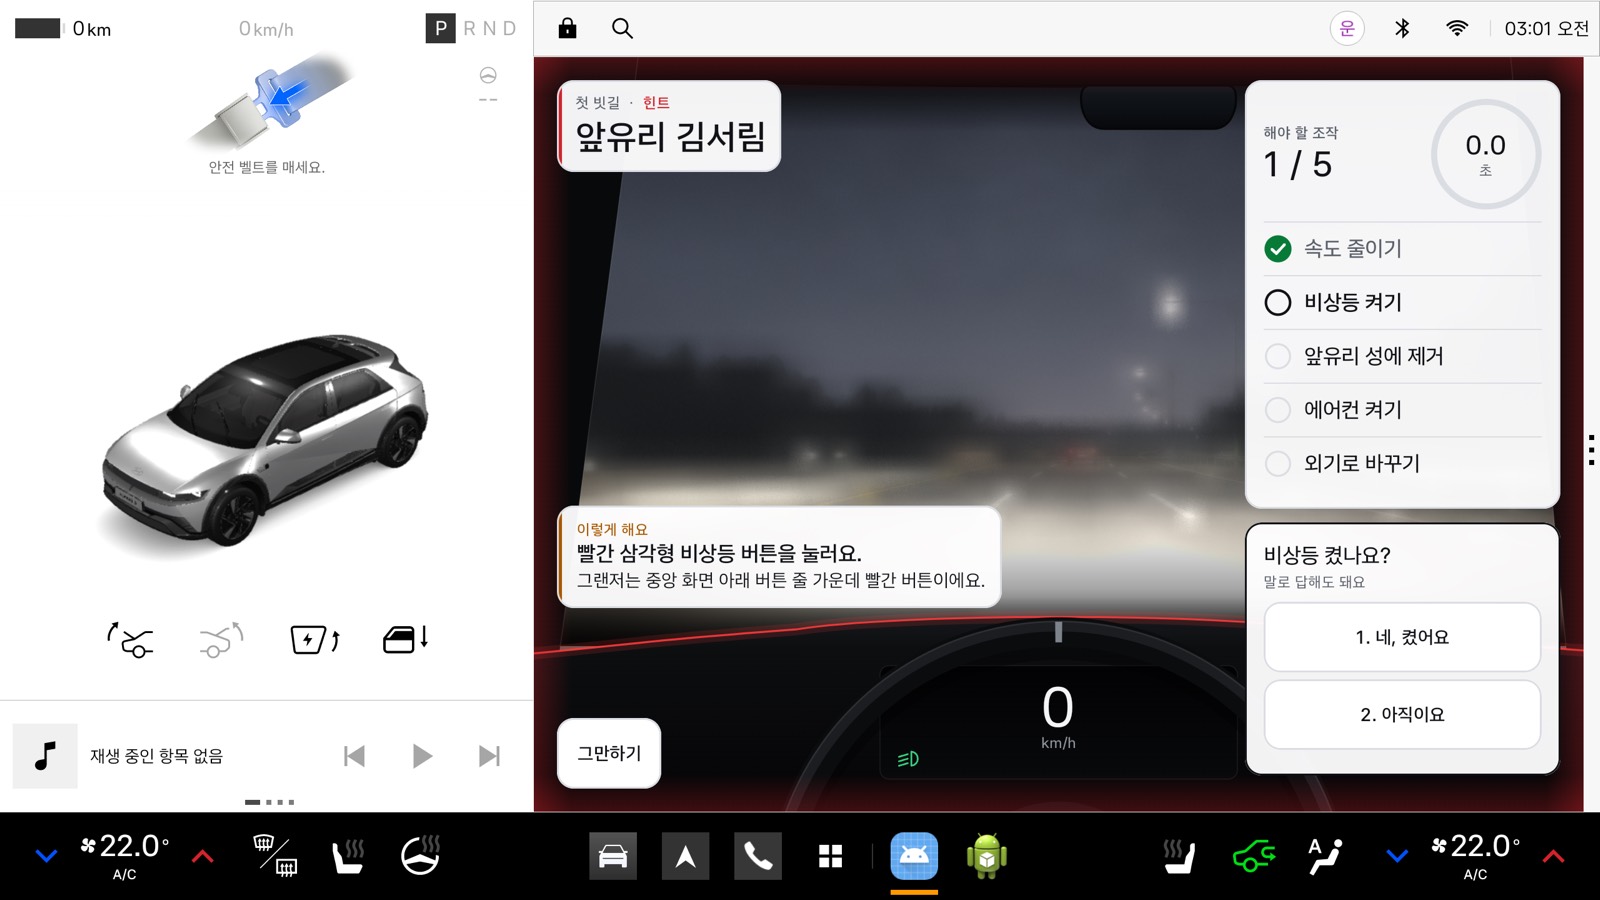 0 km
0 km/h
P R N D
안전 벨트를 매세요.
--
재생 중인 항목 없음
운
03:01 오전
첫 빗길 · 힌트
앞유리 김서림
해야 할 조작
1 / 5
0.0
초
속도 줄이기
비상등 켜기
앞유리 성에 제거
에어컨 켜기
외기로 바꾸기
이렇게 해요
빨간 삼각형 비상등 버튼을 눌러요.
그랜저는 중앙 화면 아래 버튼 줄 가운데 빨간 버튼이에요.
비상등 켰나요?
말로 답해도 돼요
1. 네, 켰어요
2. 아직이요
0
km/h
그만하기
22.0°
A/C
A
22.0°
A/C